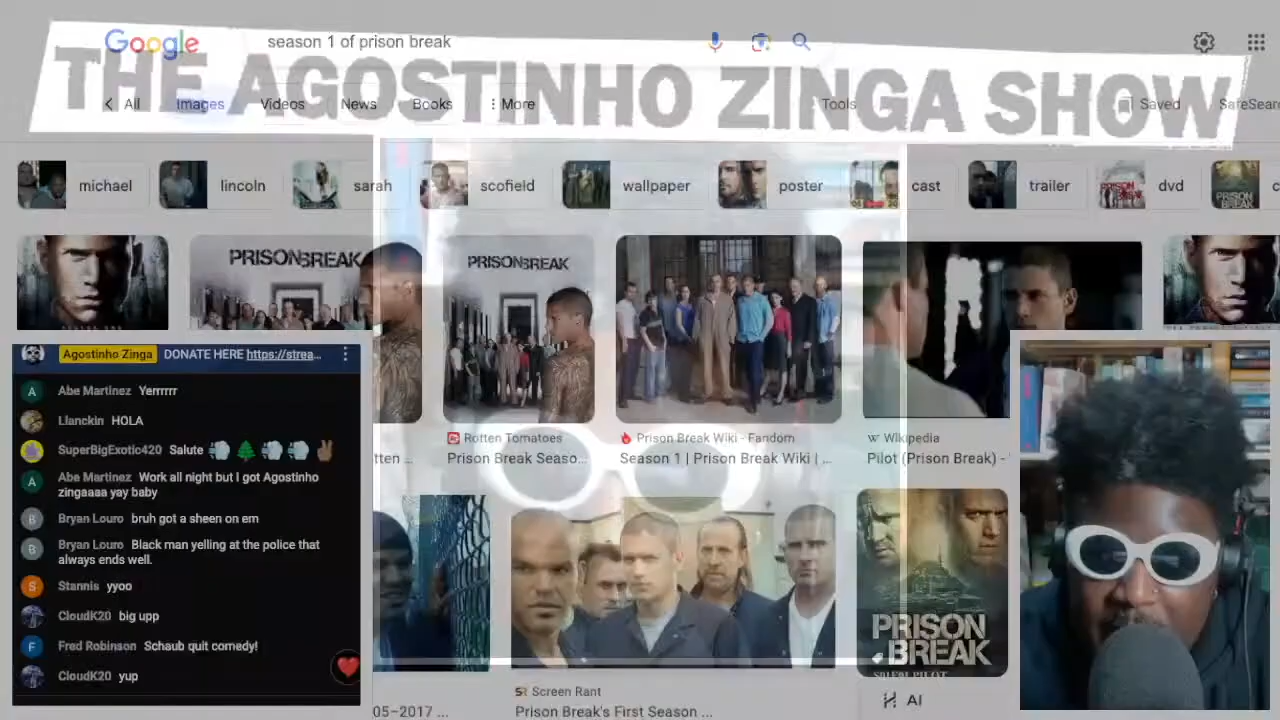 Google
season 1 of prison break
THE AGOSTINHO ZINGA SHOW
All Images Videos News Books More Tools Saved SafeSear
michael lincoln sarah scofield wallpaper poster cast trailer dvd
PRISON BREAK
PRISON BREAK
Agostinho Zinga DONATE HERE https://strea...
Abe Martinez Yerrrrrr
Llanckin HOLA
SuperBigExotic420 Salute 💨 🌲 💨 💨 ✌🏾
Abe Martinez Work all night but I got Agostinho
zingaaaa yay baby
Bryan Louro bruh got a sheen on em
Bryan Louro Black man yelling at the police that
always ends well.
Stannis yyoo
CloudK20 big upp
Fred Robinson Schaub quit comedy!
CloudK20 yup
tten ...
Rotten Tomatoes
Prison Break Seaso...
Prison Break Wiki - Fandom
Season 1 | Prison Break Wiki | ...
W Wikipedia
Pilot (Prison Break) -
PRISON
BREAK
05–2017 ...
SR Screen Rant
Prison Break's First Season ...
AI